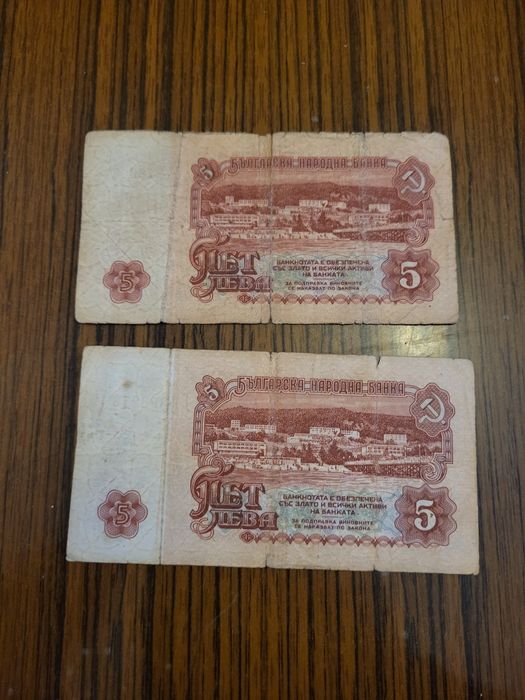 5 БЪЛГАРСКА НАРОДНА БАНКА
ПЕТ
ЛЕВА
БАНКНОТАТА Е ОБЕЗПЕЧЕНА
СЪС ЗЛАТО И ВСИЧКИ АКТИВИ
НА БАНКАТА
ЗА ПОДПРАВКА ВИНОВНИТЕ
СЕ НАКАЗВАТ ПО ЗАКОНА
5
5
5 БЪЛГАРСКА НАРОДНА БАНКА
ПЕТ
ЛЕВА
БАНКНОТАТА Е ОБЕЗПЕЧЕНА
СЪС ЗЛАТО И ВСИЧКИ АКТИВИ
НА БАНКАТА
ЗА ПОДПРАВКА ВИНОВНИТЕ
СЕ НАКАЗВАТ ПО ЗАКОНА
5
5